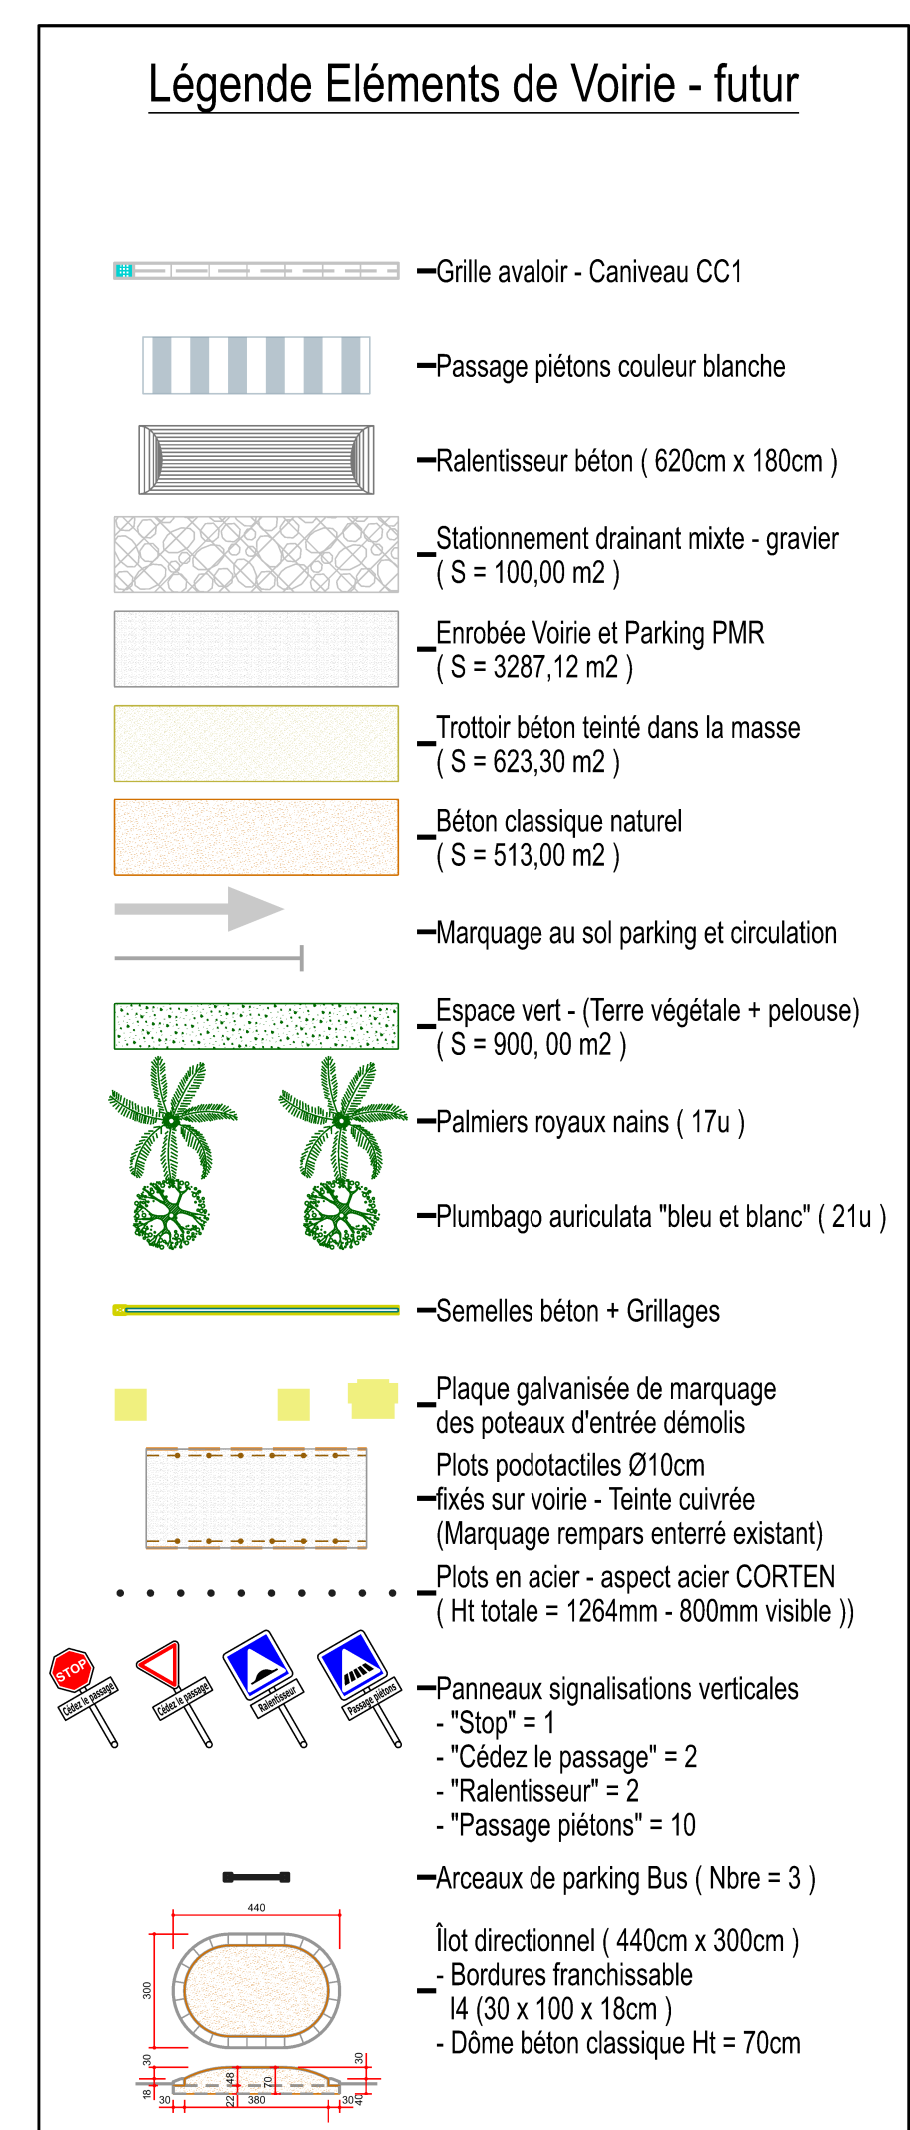 Légende Eléments de Voirie - futur
Grille avaloir - Caniveau CC1
Passage piétons couleur blanche
Ralentisseur béton ( 620cm x 180cm )
Stationnement drainant mixte - gravier
( S = 100,00 m2 )
Enrobée Voirie et Parking PMR
( S = 3287,12 m2 )
Trottoir béton teinté dans la masse
( S = 623,30 m2 )
Béton classique naturel
( S = 513,00 m2 )
Marquage au sol parking et circulation
Espace vert - (Terre végétale + pelouse)
( S = 900, 00 m2 )
Palmiers royaux nains ( 17u )
Plumbago auriculata "bleu et blanc" ( 21u )
Semelles béton + Grillages
Plaque galvanisée de marquage
des poteaux d'entrée démolis
Plots podotactiles Ø10cm
fixés sur voirie - Teinte cuivrée
(Marquage rempars enterré existant)
Plots en acier - aspect acier CORTEN
( Ht totale = 1264mm - 800mm visible ))
STOP
Cédez le passage
Cédez le passage
Ralentisseur
Passage piétons
Panneaux signalisations verticales
- "Stop" = 1
- "Cédez le passage" = 2
- "Ralentisseur" = 2
- "Passage piétons" = 10
Arceaux de parking Bus ( Nbre = 3 )
440
300
Îlot directionnel ( 440cm x 300cm )
- Bordures franchissable
I4 (30 x 100 x 18cm )
- Dôme béton classique Ht = 70cm
30
18
48
70
30
30
22
380
30
40